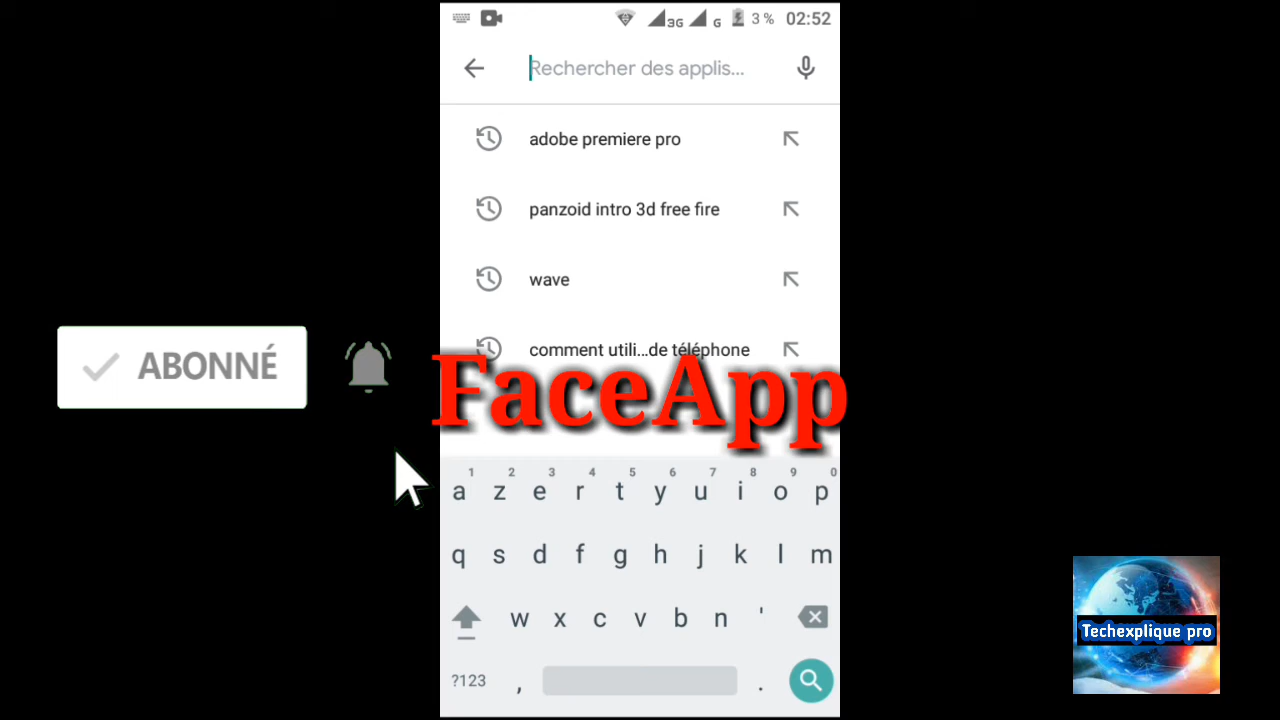 3G G 3 % 02:52
Rechercher des applis...
adobe premiere pro
panzoid intro 3d free fire
wave
comment utili...de téléphone
ABONNÉ
FaceApp
1 2 3 4 5 6 7 8 9 0
a z e r t y u i o p
q s d f g h j k l m
w x c v b n '
?123 , .
Techexplique pro